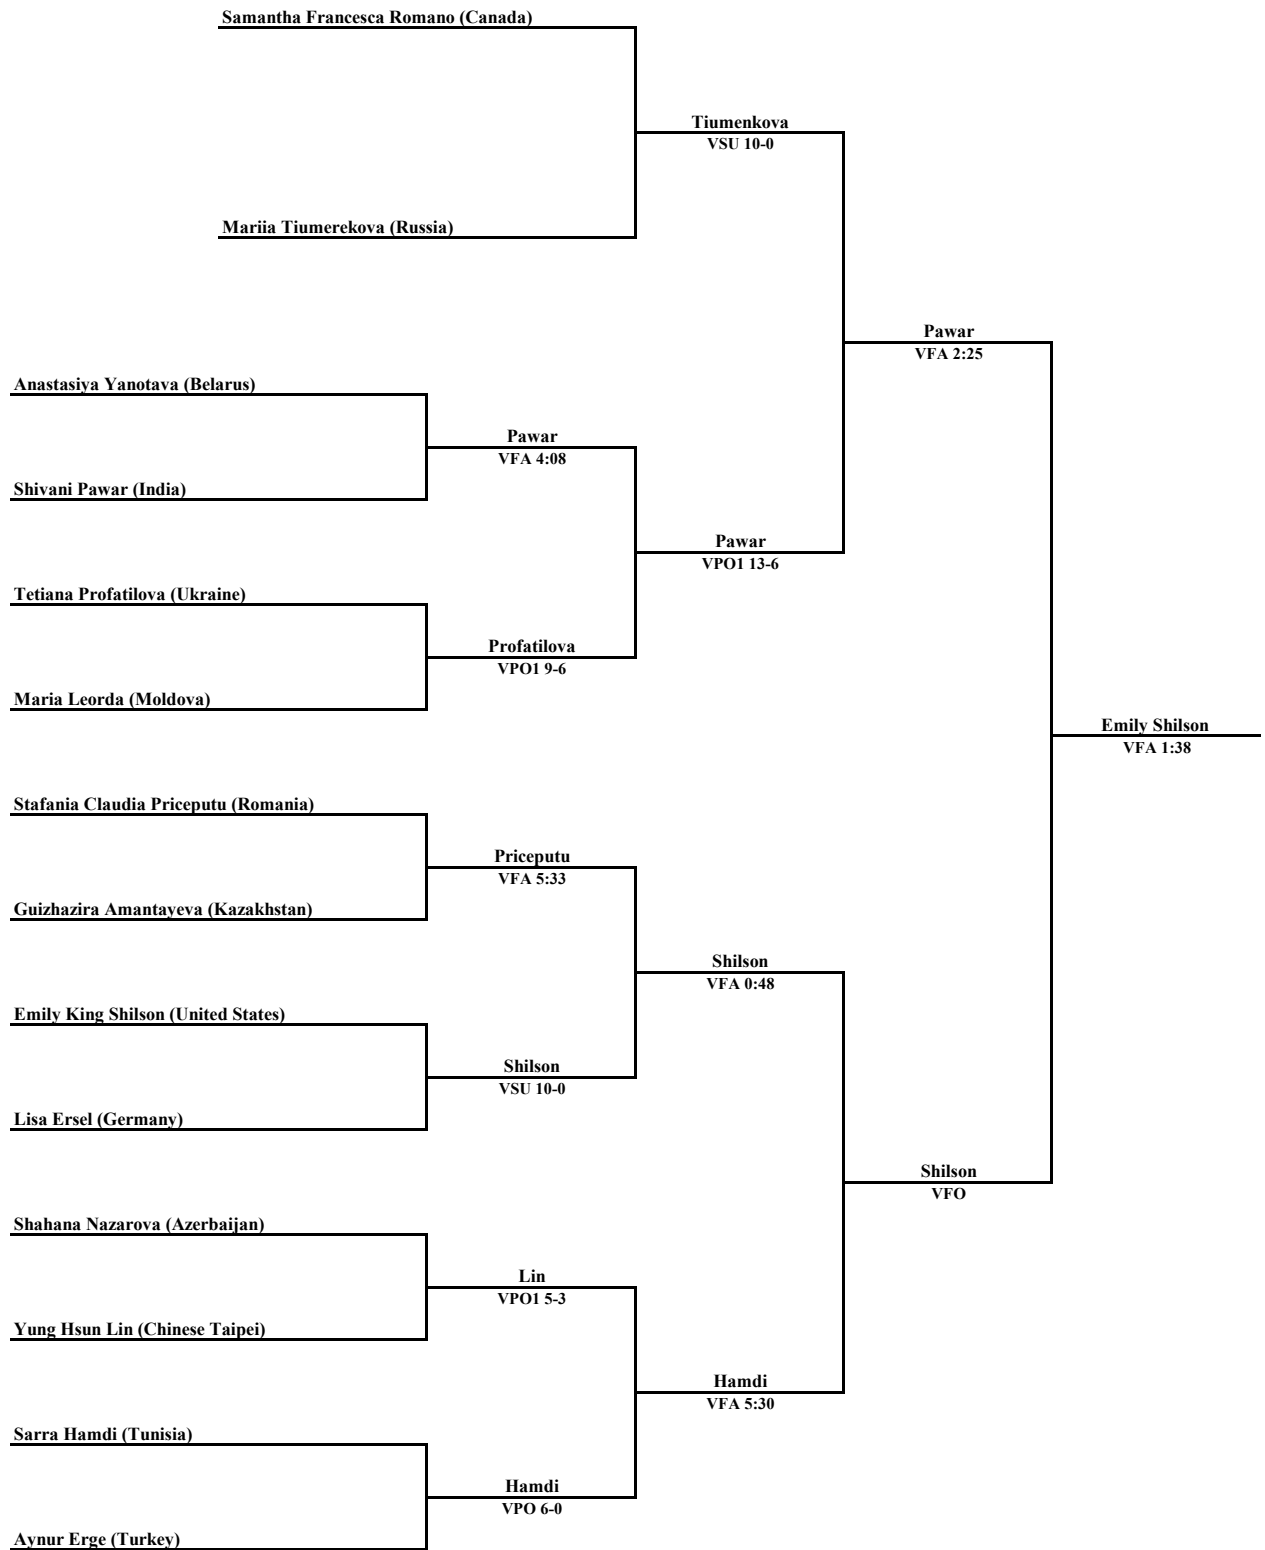 Samantha Francesca Romano (Canada)
Tiumenkova
VSU 10-0
Mariia Tiumerekova (Russia)
Pawar
VFA 2:25
Anastasiya Yanotava (Belarus)
Pawar
VFA 4:08
Shivani Pawar (India)
Pawar
VPO1 13-6
Tetiana Profatilova (Ukraine)
Profatilova
VPO1 9-6
Maria Leorda (Moldova)
Emily Shilson
VFA 1:38
Stafania Claudia Priceputu (Romania)
Priceputu
VFA 5:33
Guizhazira Amantayeva (Kazakhstan)
Shilson
VFA 0:48
Emily King Shilson (United States)
Shilson
VSU 10-0
Lisa Ersel (Germany)
Shilson
VFO
Shahana Nazarova (Azerbaijan)
Lin
VPO1 5-3
Yung Hsun Lin (Chinese Taipei)
Hamdi
VFA 5:30
Sarra Hamdi (Tunisia)
Hamdi
VPO 6-0
Aynur Erge (Turkey)